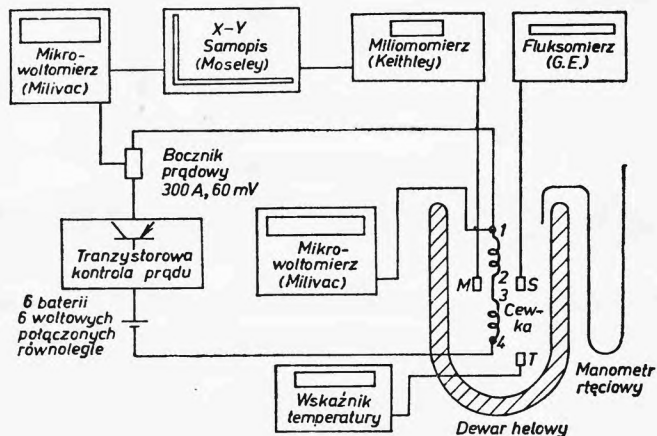 Mikro-
woltomierz
(Milivac)
X-Y
Samopis
(Moseley)
Miliomomierz
(Keithley)
Fluksomierz
(G.E.)
Bocznik
prądowy
300 A, 60 mV
Tranzystorowa
kontrola prądu
6 baterii
6 woltowych
połączonych
równolegle
Mikro-
woltomierz
(Milivac)
1
2
3
4
M
S
Cew-
ka
T
Wskaźnik
temperatury
Manometr
rtęciowy
Dewar helowy